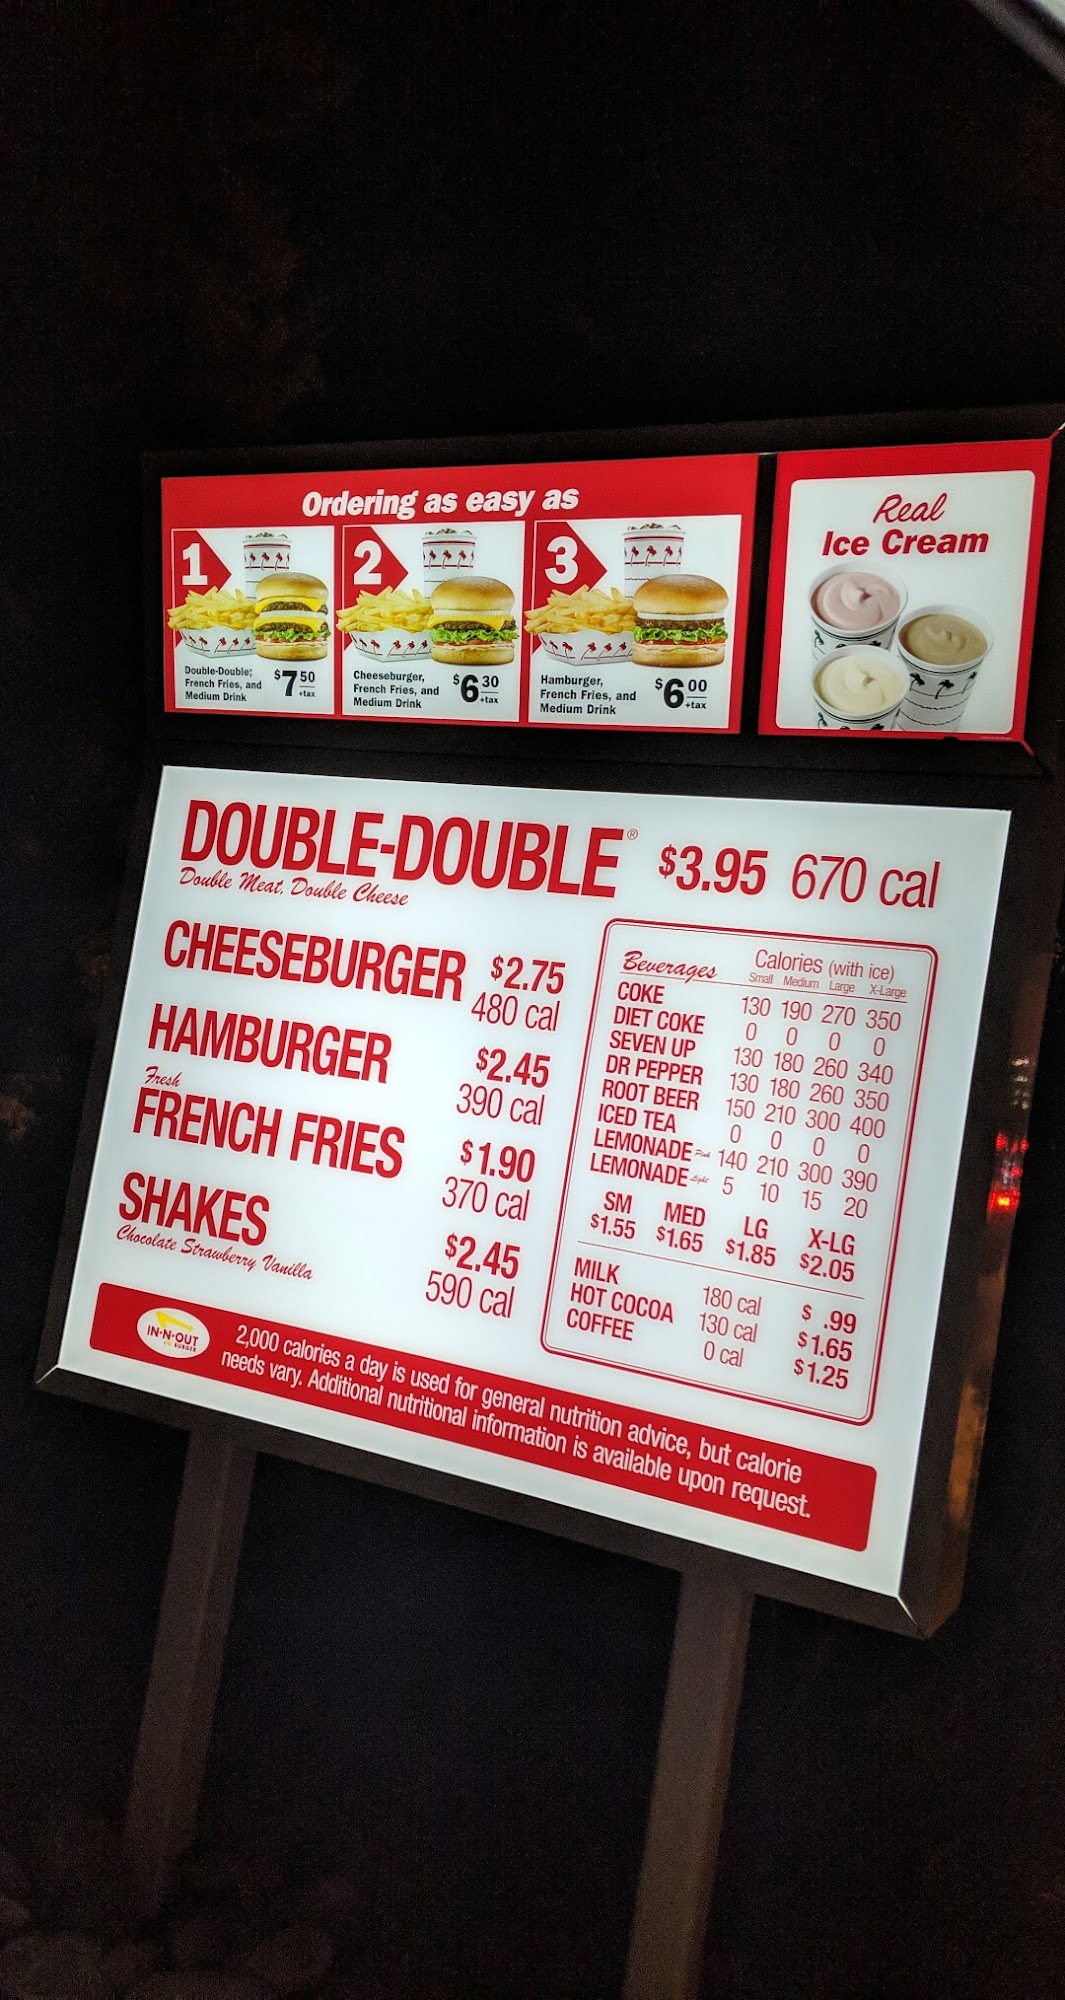 Ordering as easy as
1
Double-Double®,
French Fries, and
Medium Drink
$7 50
+tax
2
Cheeseburger,
French Fries, and
Medium Drink
$6 30
+tax
3
Hamburger,
French Fries, and
Medium Drink
$6 00
+tax
Real
Ice Cream
DOUBLE-DOUBLE® $3.95 670 cal
Double Meat, Double Cheese
CHEESEBURGER $2.75
480 cal
HAMBURGER $2.45
390 cal
Fresh
FRENCH FRIES $1.90
370 cal
SHAKES $2.45
Chocolate Strawberry Vanilla
590 cal
Beverages Calories (with ice)
Small Medium Large X-Large
COKE 130 190 270 350
DIET COKE 0 0 0 0
SEVEN UP 130 180 260 340
DR PEPPER 130 180 260 350
ROOT BEER 150 210 300 400
ICED TEA 0 0 0 0
LEMONADE Pink 140 210 300 390
LEMONADE Light 5 10 15 20
SM MED LG X-LG
$1.55 $1.65 $1.85 $2.05
MILK 180 cal $ .99
HOT COCOA 130 cal $1.65
COFFEE 0 cal $1.25
IN-N-OUT
BURGER
2,000 calories a day is used for general nutrition advice, but calorie
needs vary. Additional nutritional information is available upon request.